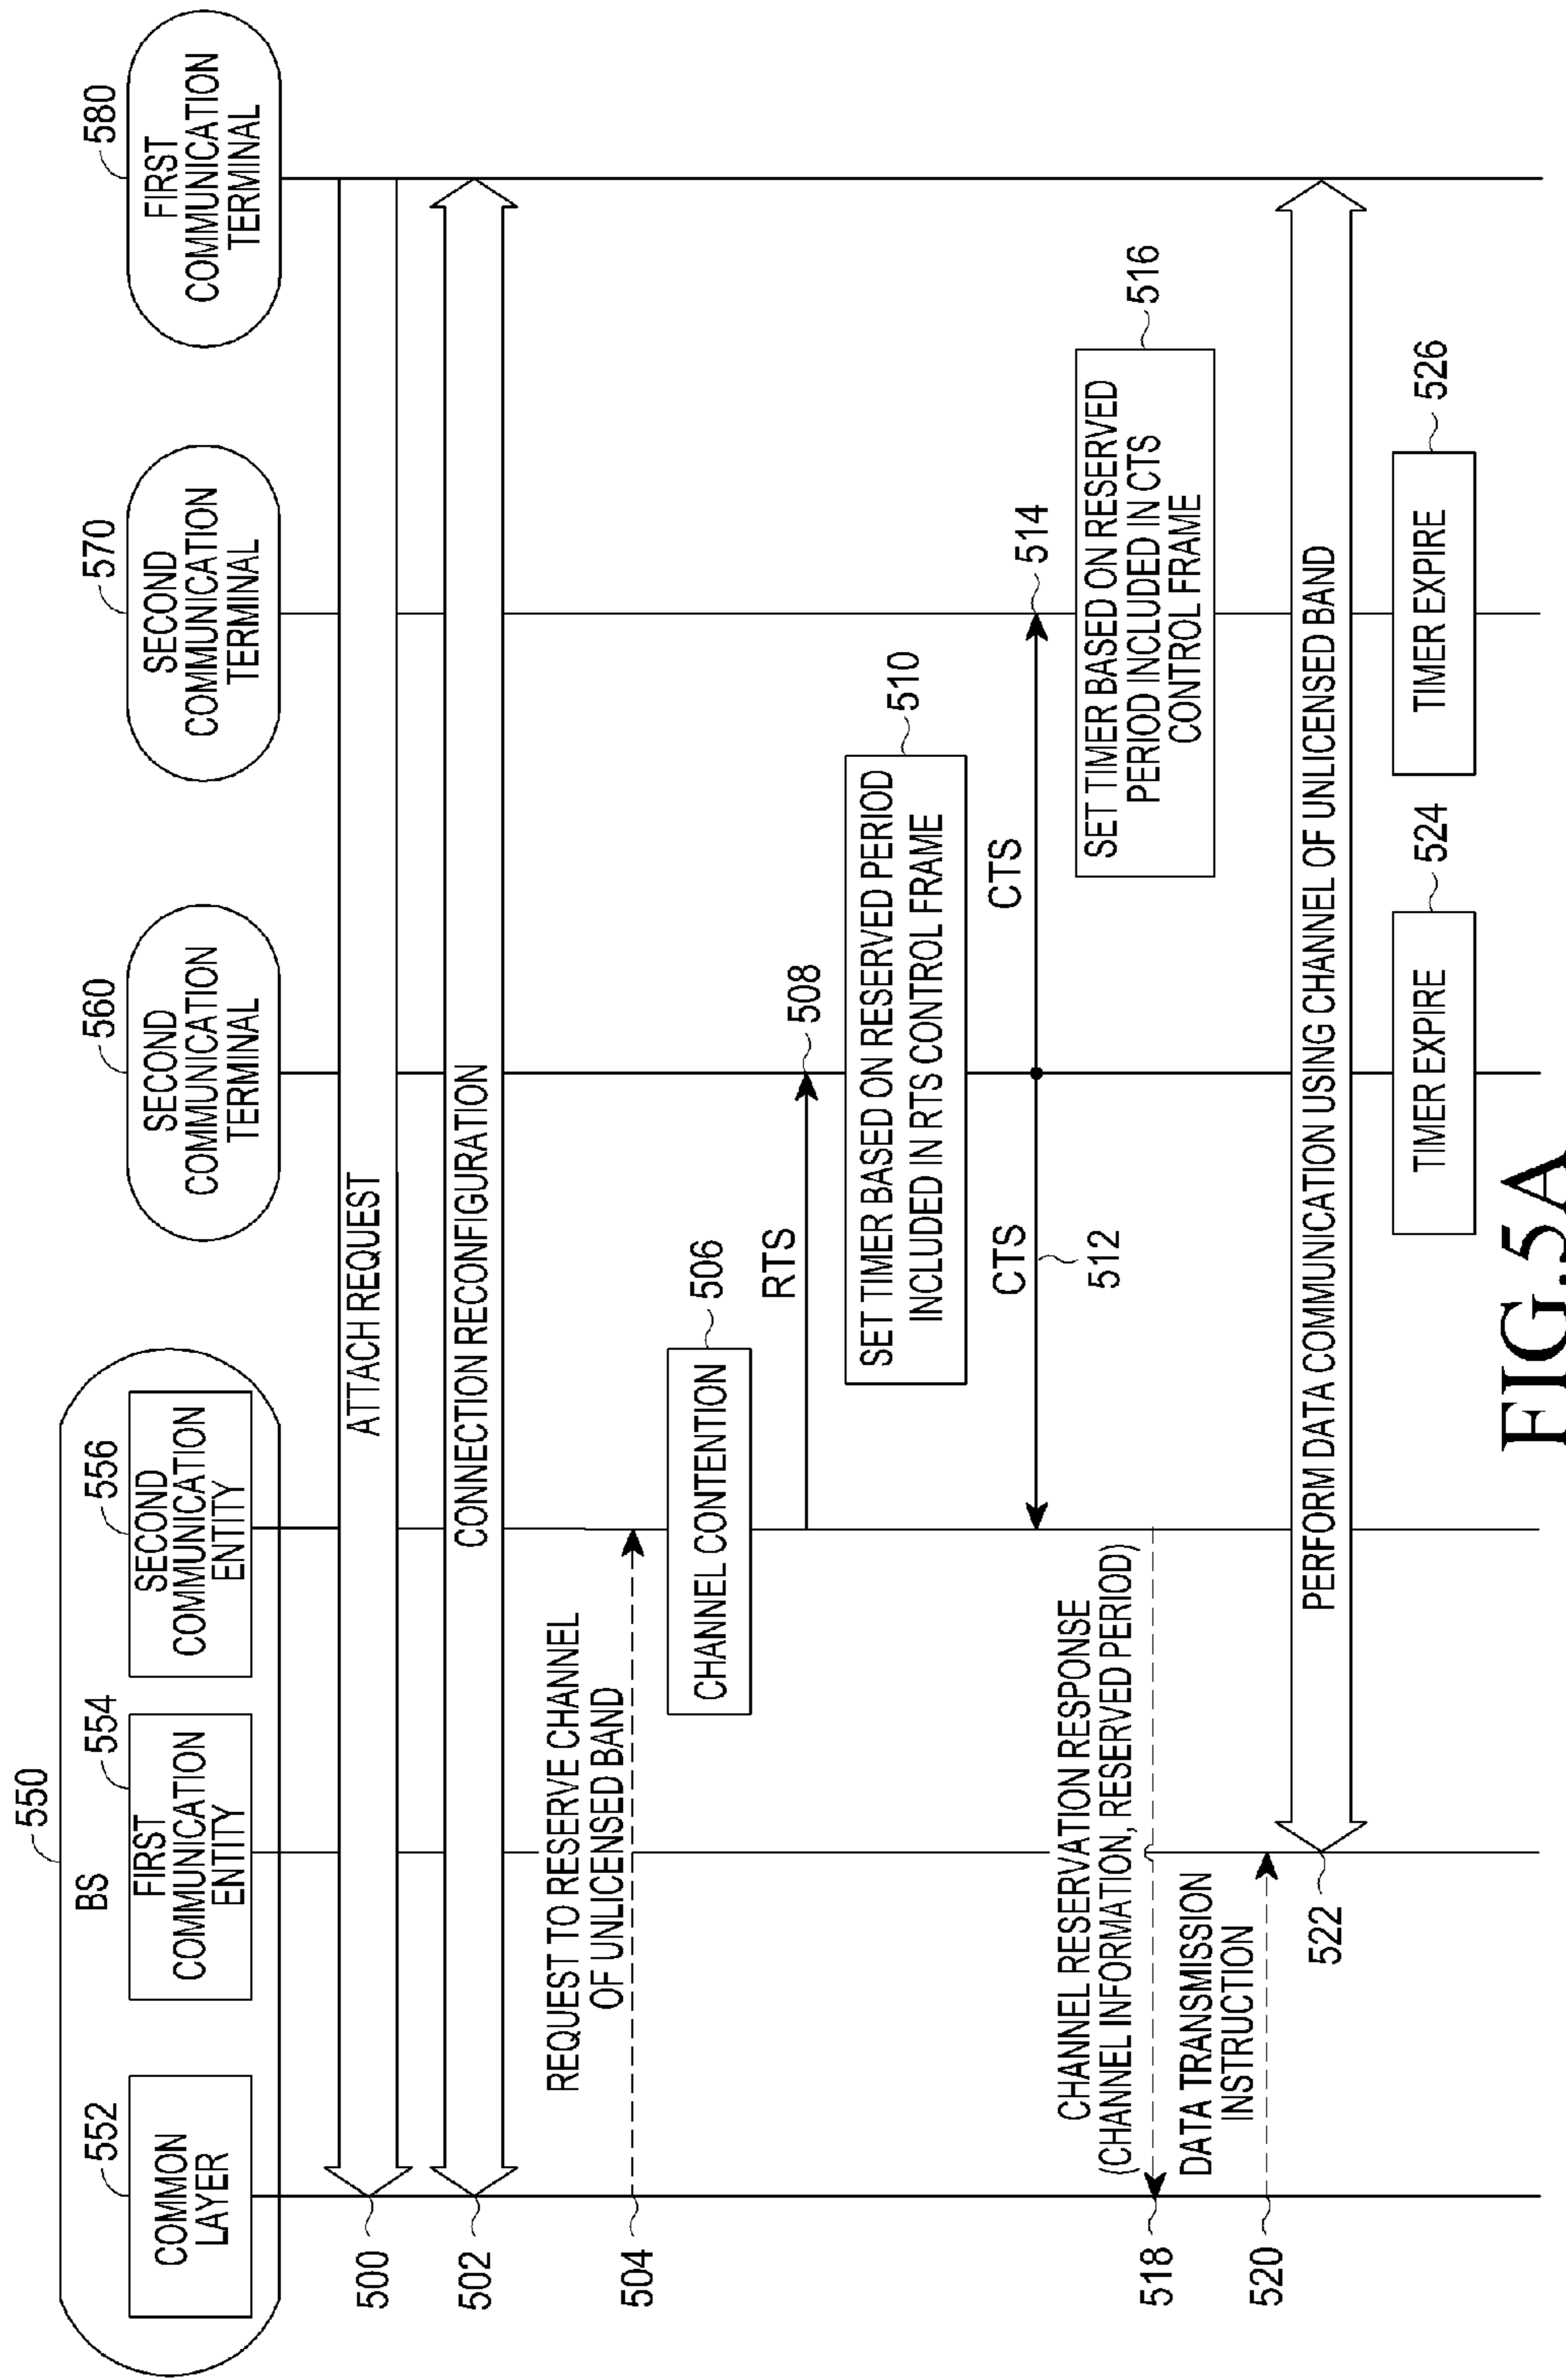 550
BS
552
COMMON
LAYER
554
FIRST
COMMUNICATION
ENTITY
556
SECOND
COMMUNICATION
ENTITY
560
SECOND
COMMUNICATION
TERMINAL
570
SECOND
COMMUNICATION
TERMINAL
580
FIRST
COMMUNICATION
TERMINAL
500
ATTACH REQUEST
502
CONNECTION RECONFIGURATION
504
REQUEST TO RESERVE CHANNEL
OF UNLICENSED BAND
CHANNEL CONTENTION
506
RTS
508
SET TIMER BASED ON RESERVED PERIOD
INCLUDED IN RTS CONTROL FRAME
510
CTS
512
CTS
514
SET TIMER BASED ON RESERVED
PERIOD INCLUDED IN CTS
CONTROL FRAME
516
518
CHANNEL RESERVATION RESPONSE
(CHANNEL INFORMATION, RESERVED PERIOD)
520
DATA TRANSMISSION
INSTRUCTION
522
PERFORM DATA COMMUNICATION USING CHANNEL OF UNLICENSED BAND
TIMER EXPIRE
524
TIMER EXPIRE
526
FIG.5A